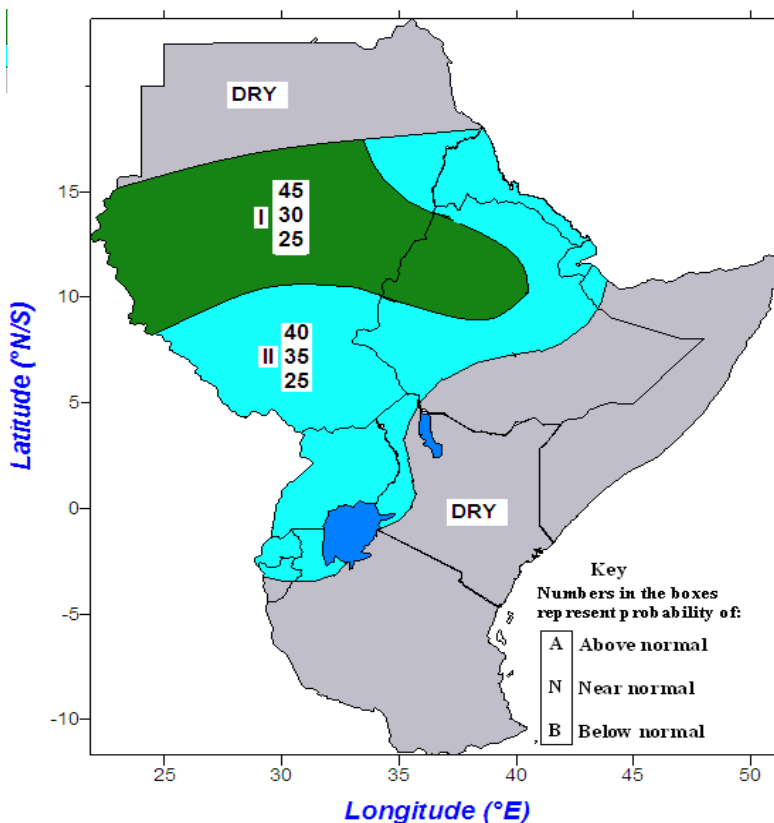 DRY
I
45
30
25
II
40
35
25
DRY
Key
Numbers in the boxes
represent probability of:
A Above normal
N Near normal
B Below normal
15
10
5
0
-5
-10
Latitude (°N/S)
25 30 35 40 45 50
Longitude (°E)